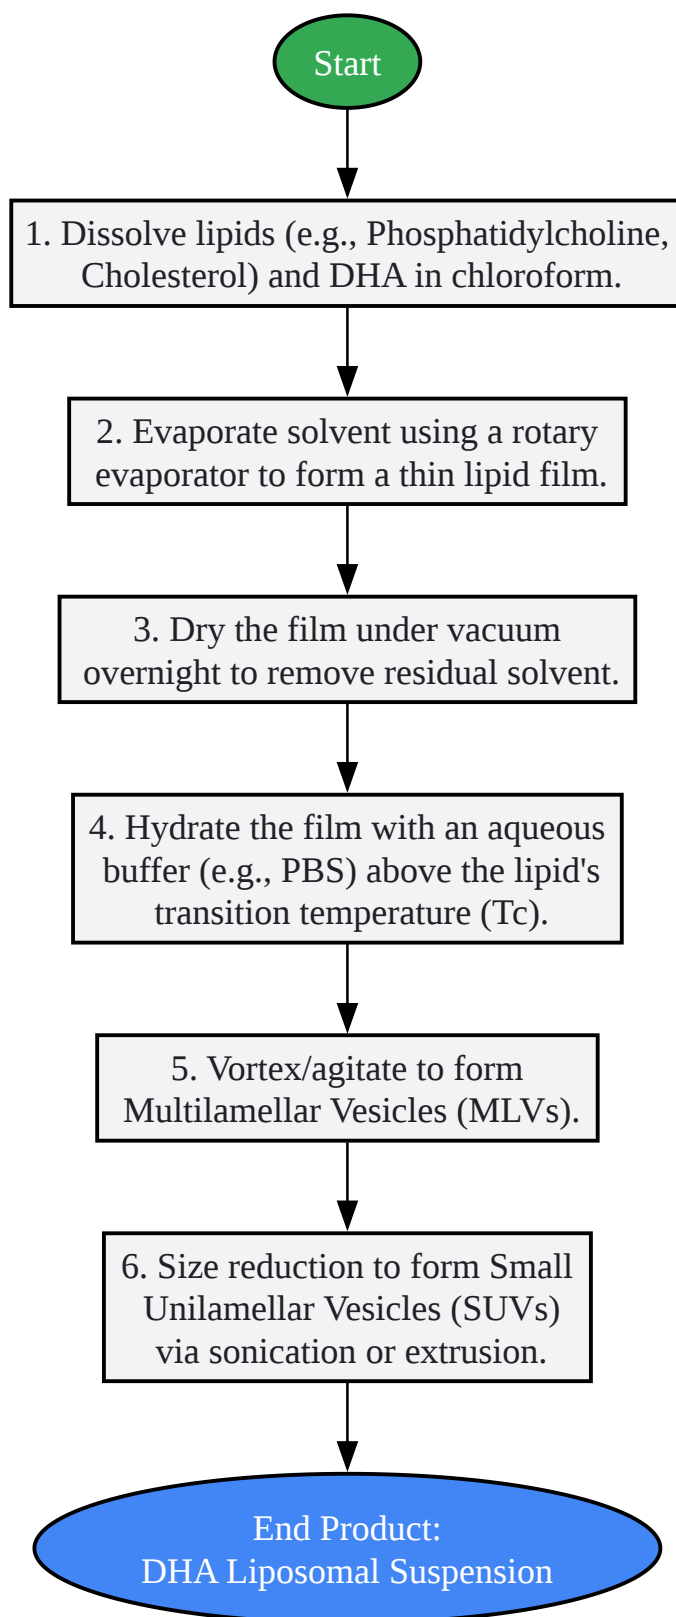 Start
1. Dissolve lipids (e.g., Phosphatidylcholine,
Cholesterol) and DHA in chloroform.
2. Evaporate solvent using a rotary
evaporator to form a thin lipid film.
3. Dry the film under vacuum
overnight to remove residual solvent.
4. Hydrate the film with an aqueous
buffer (e.g., PBS) above the lipid's
transition temperature (Tc).
5. Vortex/agitate to form
Multilamellar Vesicles (MLVs).
6. Size reduction to form Small
Unilamellar Vesicles (SUVs)
via sonication or extrusion.
End Product:
DHA Liposomal Suspension